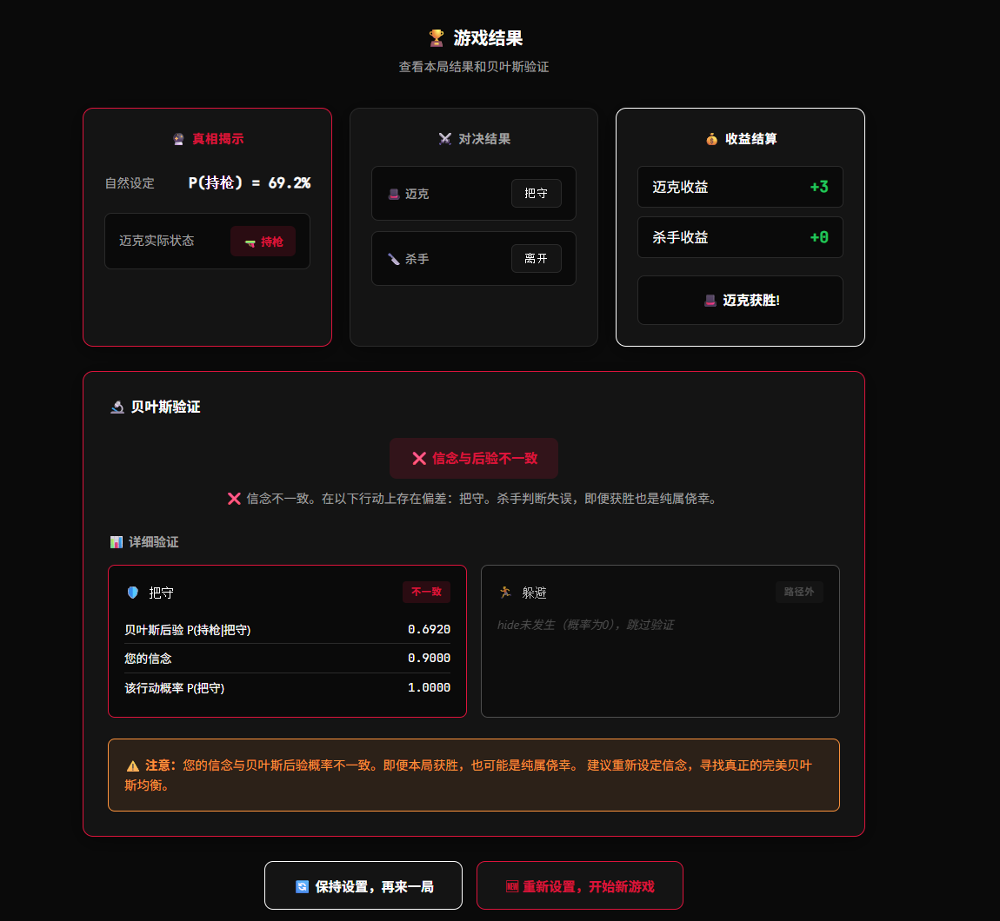 🏆 游戏结果
查看本局结果和贝叶斯验证
🔮 真相揭示
自然设定 P(持枪) = 69.2%
迈克实际状态 🔫 持枪
⚔️ 对决结果
🎩 迈克 把守
🔪 杀手 离开
💰 收益结算
迈克收益 +3
杀手收益 +0
🎩 迈克获胜!
🔬 贝叶斯验证
❌ 信念与后验不一致
❌ 信念不一致。在以下行动上存在偏差：把守。杀手判断失误，即便获胜也是纯属侥幸。
📊 详细验证
🛡️ 把守 不一致
贝叶斯后验 P(持枪|把守) 0.6920
您的信念 0.9000
该行动概率 P(把守) 1.0000
🏃 躲避 路径外
hide未发生（概率为0），跳过验证
⚠️ 注意：您的信念与贝叶斯后验概率不一致。即便本局获胜，也可能是纯属侥幸。 建议重新设定信念，寻找真正的完美贝叶
斯均衡。
🔄 保持设置，再来一局
🆕 重新设置，开始新游戏